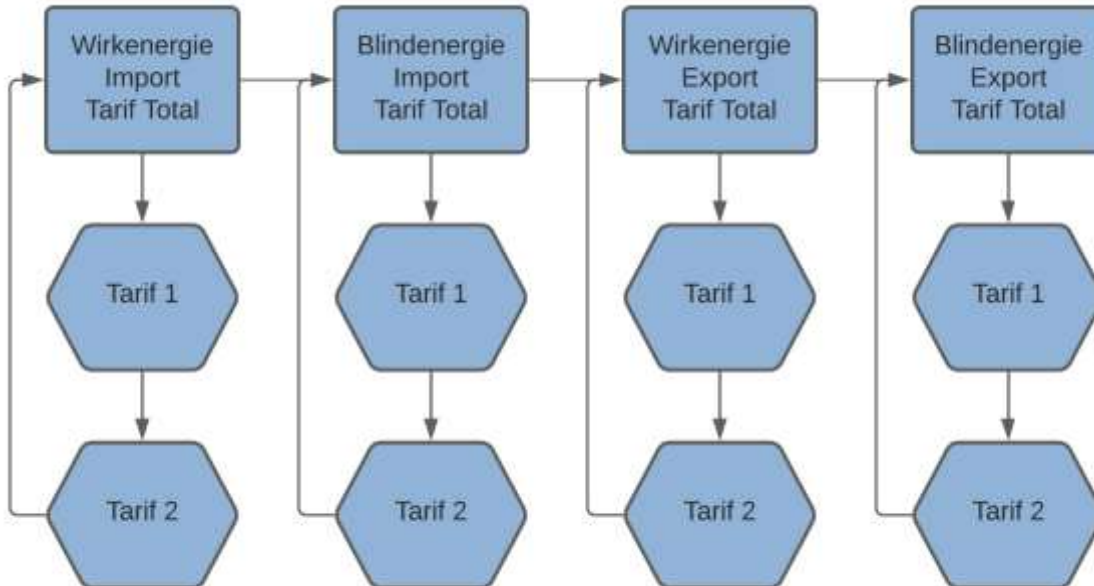 Wirkenergie
Import
Tarif Total
Blindenergie
Import
Tarif Total
Wirkenergie
Export
Tarif Total
Blindenergie
Export
Tarif Total
Tarif 1
Tarif 1
Tarif 1
Tarif 1
Tarif 2
Tarif 2
Tarif 2
Tarif 2